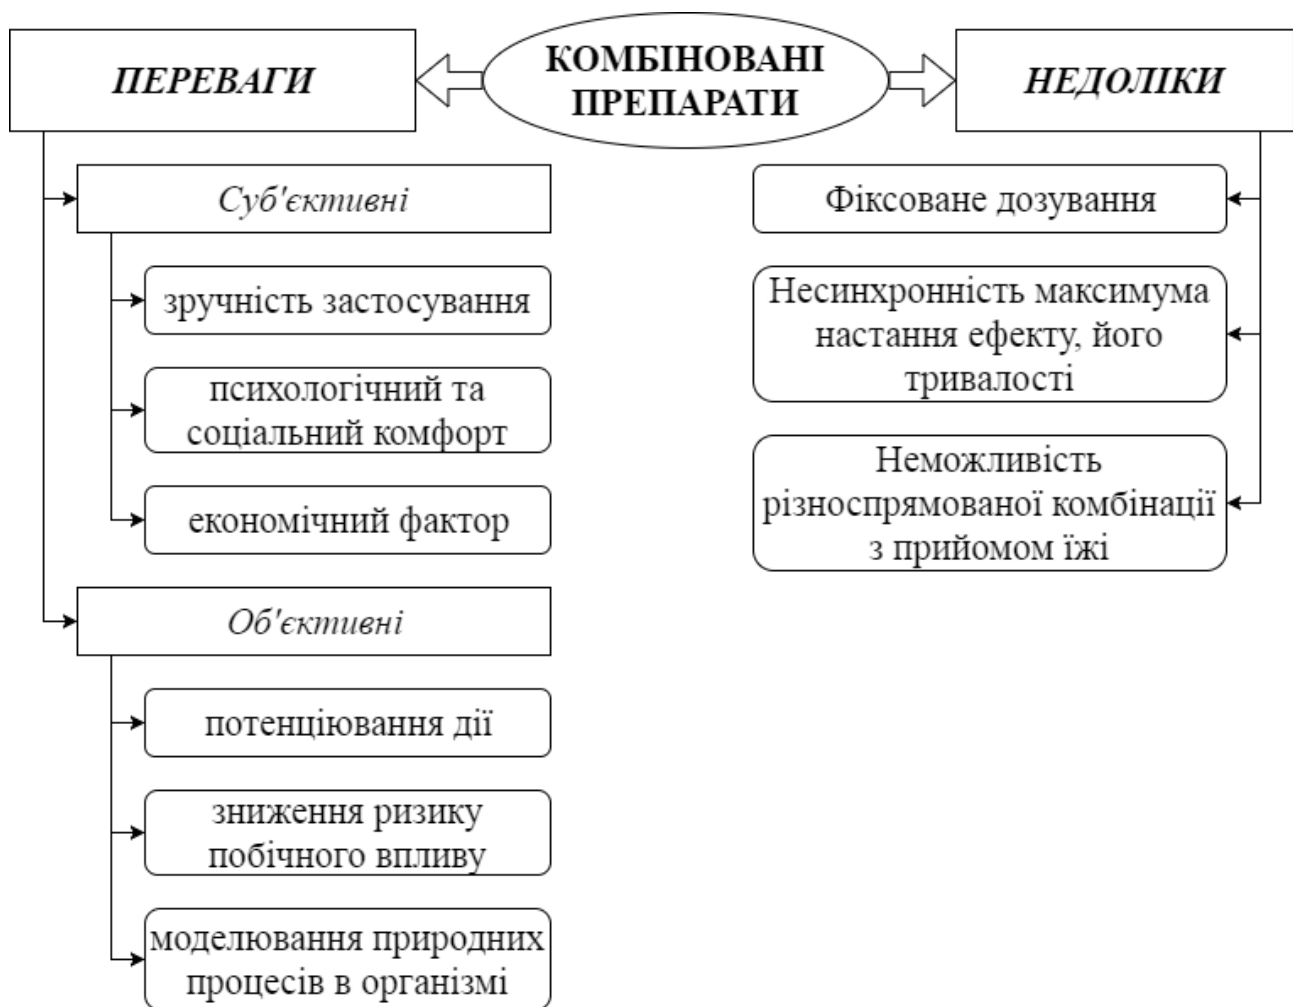 КОМБІНОВАНІ
ПРЕПАРАТИ
ПЕРЕВАГИ
Суб'єктивні
зручність застосування
психологічний та
соціальний комфорт
економічний фактор
Об'єктивні
потенціювання дії
зниження ризику
побічного впливу
моделювання природних
процесів в організмі
НЕДОЛІКИ
Фіксоване дозування
Несинхронність максимума
настання ефекту, його
тривалості
Неможливість
різноспрямованої комбінації
з прийомом їжі